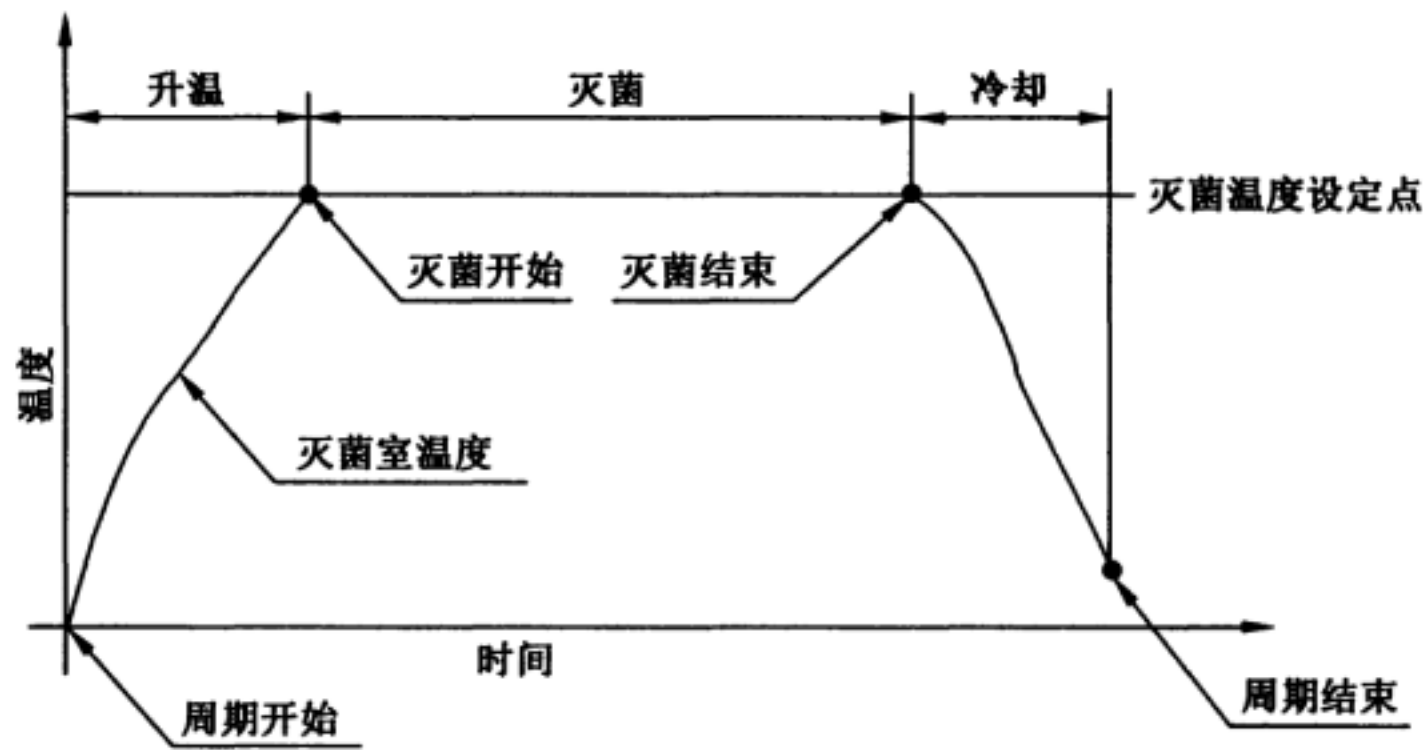 升温
灭菌
冷却
灭菌温度设定点
灭菌开始
灭菌结束
温度
灭菌室温度
时间
周期开始
周期结束